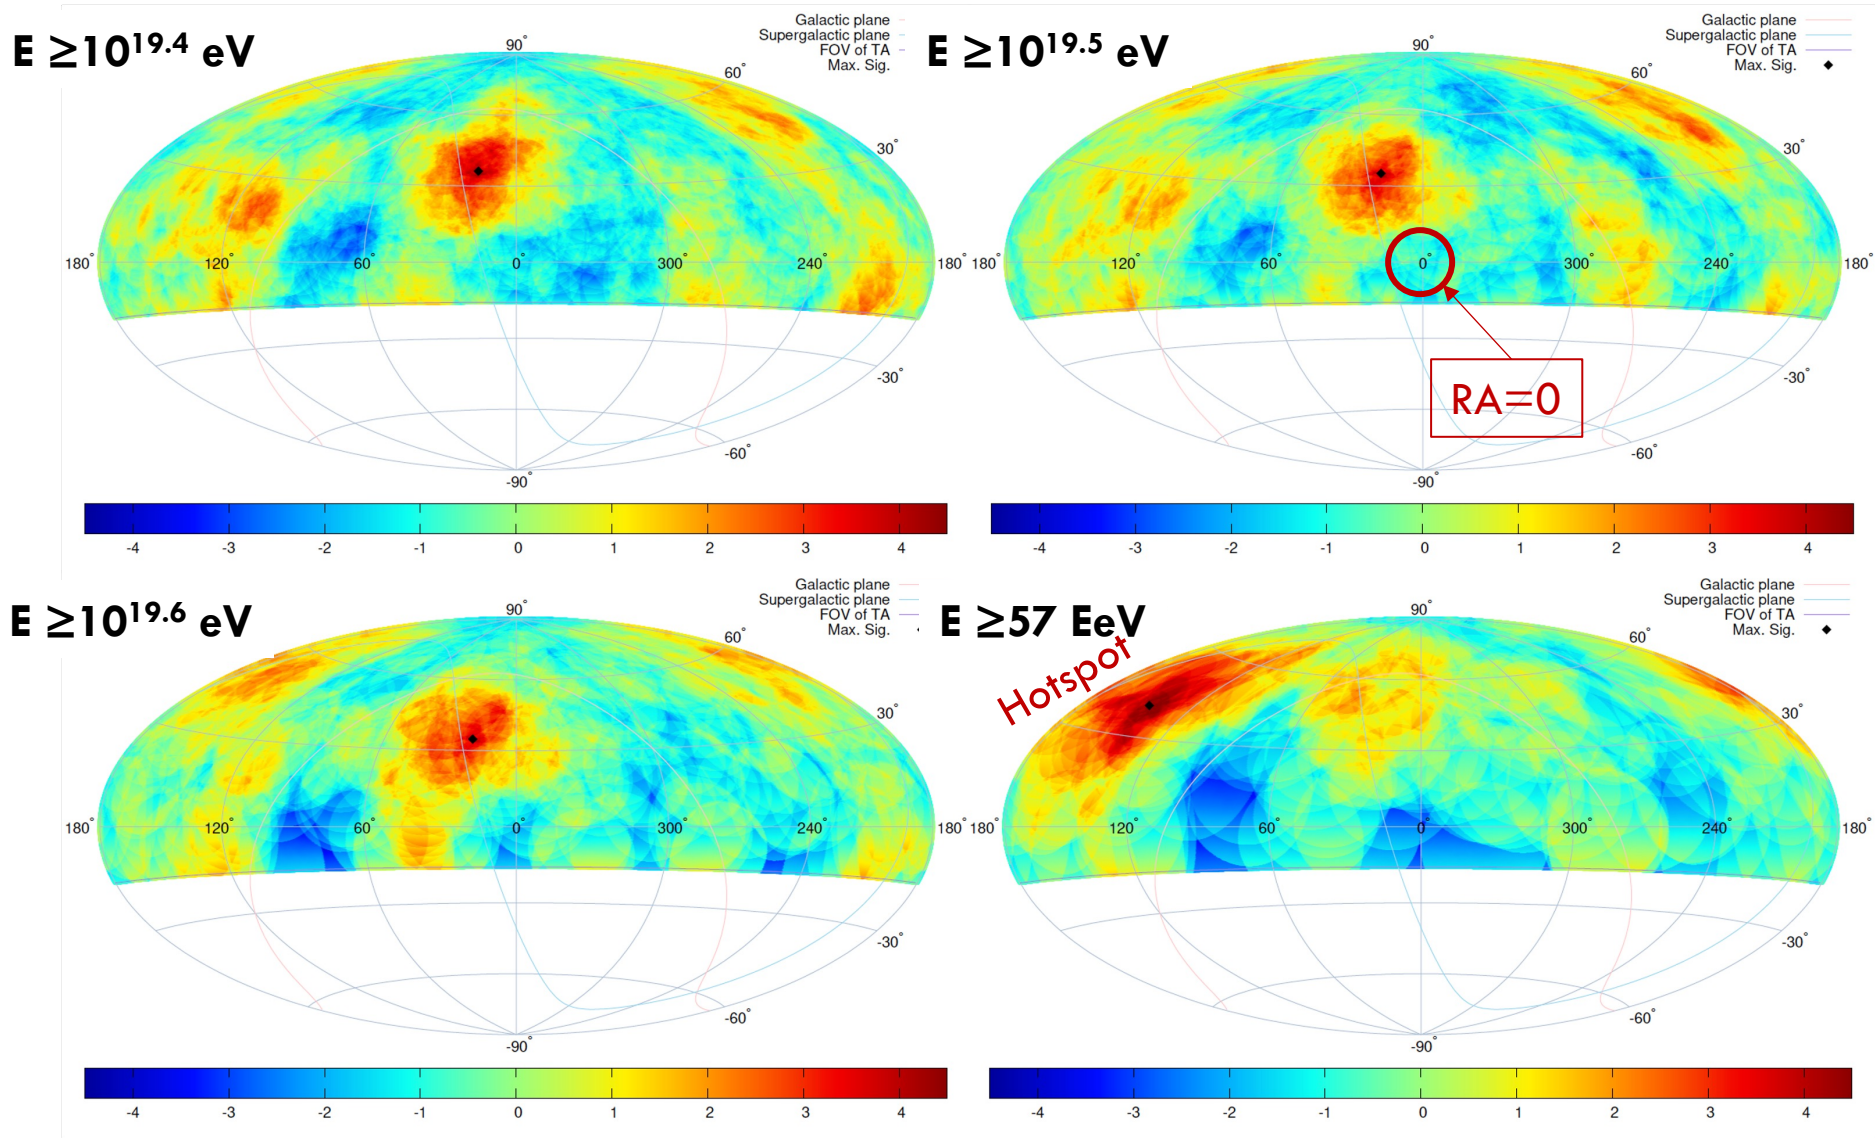 E ≥10^19.4 eV
Galactic plane
Supergalactic plane
FOV of TA
Max. Sig.
90°
60°
30°
180° 120° 60° 0° 300° 240° 180°
-30°
-60°
-90°
-4 -3 -2 -1 0 1 2 3 4
E ≥10^19.5 eV
Galactic plane
Supergalactic plane
FOV of TA
Max. Sig.
90°
60°
30°
180° 120° 60° 0° 300° 240° 180°
RA=0
-30°
-60°
-90°
-4 -3 -2 -1 0 1 2 3 4
E ≥10^19.6 eV
Galactic plane
Supergalactic plane
FOV of TA
Max. Sig.
90°
60°
30°
180° 120° 60° 0° 300° 240° 180°
-30°
-60°
-90°
-4 -3 -2 -1 0 1 2 3 4
E ≥57 EeV
Galactic plane
Supergalactic plane
FOV of TA
Max. Sig.
Hotspot
90°
60°
30°
180° 120° 60° 0° 300° 240° 180°
-30°
-60°
-90°
-4 -3 -2 -1 0 1 2 3 4